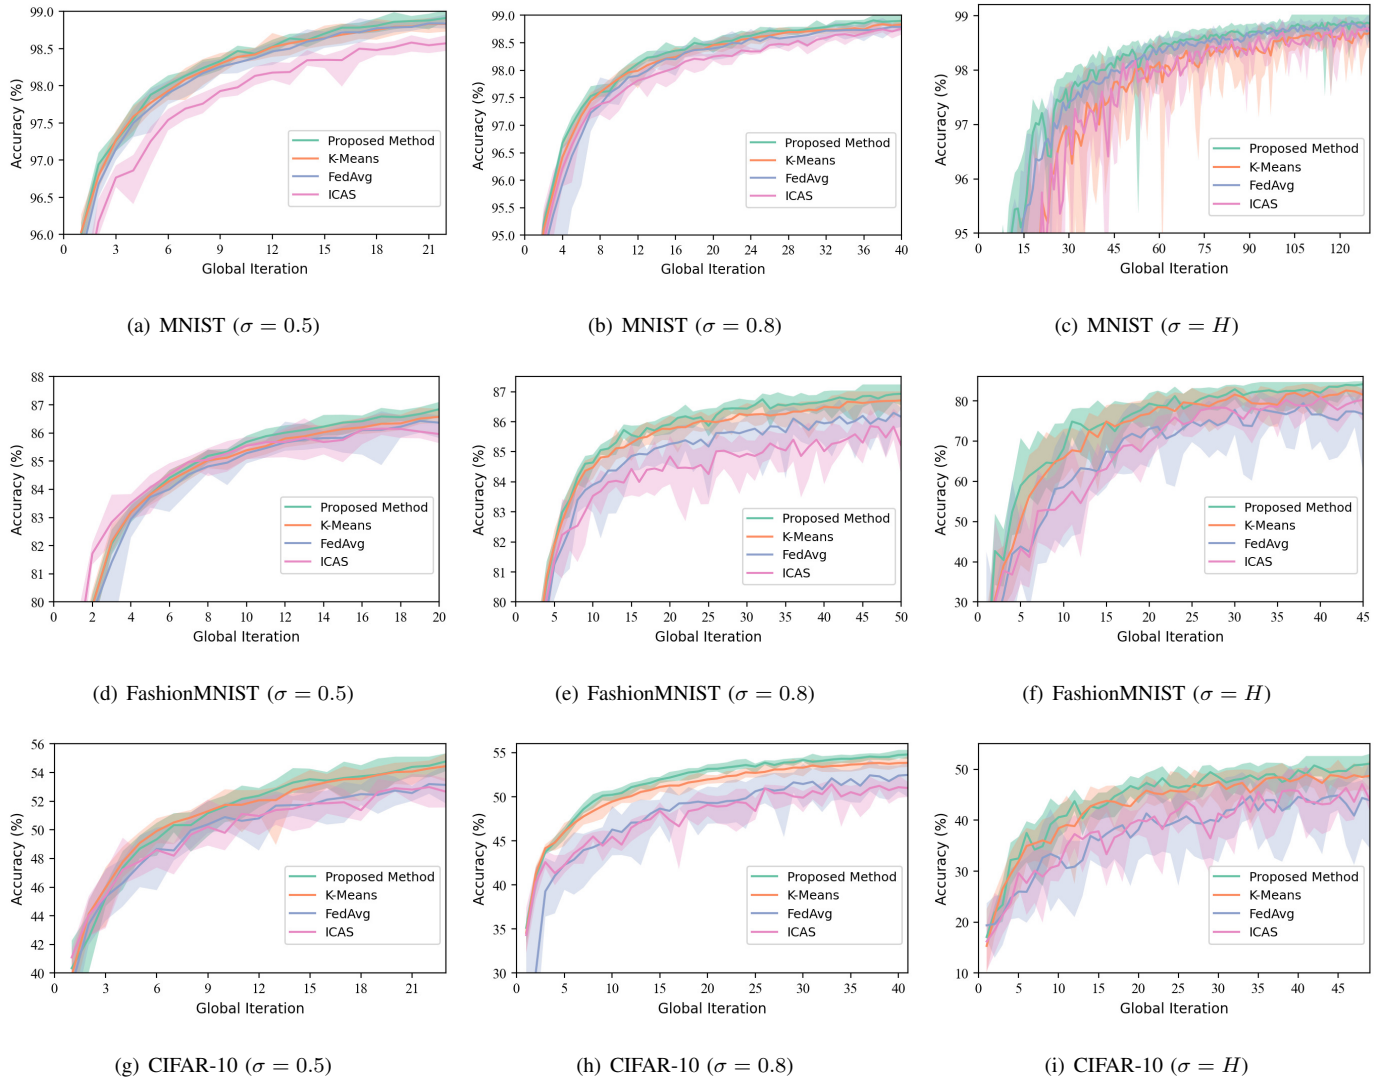 99.0
98.5
98.0
97.5
97.0
96.5
96.0
Accuracy (%)
Proposed Method
K-Means
FedAvg
ICAS
0 3 6 9 12 15 18 21
Global Iteration
(a) MNIST (σ = 0.5)
99.0
98.5
98.0
97.5
97.0
96.5
96.0
95.5
95.0
Accuracy (%)
Proposed Method
K-Means
FedAvg
ICAS
0 4 8 12 16 20 24 28 32 36 40
Global Iteration
(b) MNIST (σ = 0.8)
99
98
97
96
95
Accuracy (%)
Proposed Method
K-Means
FedAvg
ICAS
0 15 30 45 60 75 90 105 120
Global Iteration
(c) MNIST (σ = H)
88
87
86
85
84
83
82
81
80
Accuracy (%)
Proposed Method
K-Means
FedAvg
ICAS
0 2 4 6 8 10 12 14 16 18 20
Global Iteration
(d) FashionMNIST (σ = 0.5)
87
86
85
84
83
82
81
80
Accuracy (%)
Proposed Method
K-Means
FedAvg
ICAS
0 5 10 15 20 25 30 35 40 45 50
Global Iteration
(e) FashionMNIST (σ = 0.8)
80
70
60
50
40
30
Accuracy (%)
Proposed Method
K-Means
FedAvg
ICAS
0 5 10 15 20 25 30 35 40 45
Global Iteration
(f) FashionMNIST (σ = H)
56
54
52
50
48
46
44
42
40
Accuracy (%)
Proposed Method
K-Means
FedAvg
ICAS
0 3 6 9 12 15 18 21
Global Iteration
(g) CIFAR-10 (σ = 0.5)
55
50
45
40
35
30
Accuracy (%)
Proposed Method
K-Means
FedAvg
ICAS
0 5 10 15 20 25 30 35 40
Global Iteration
(h) CIFAR-10 (σ = 0.8)
50
40
30
20
10
Accuracy (%)
Proposed Method
K-Means
FedAvg
ICAS
0 5 10 15 20 25 30 35 40 45
Global Iteration
(i) CIFAR-10 (σ = H)